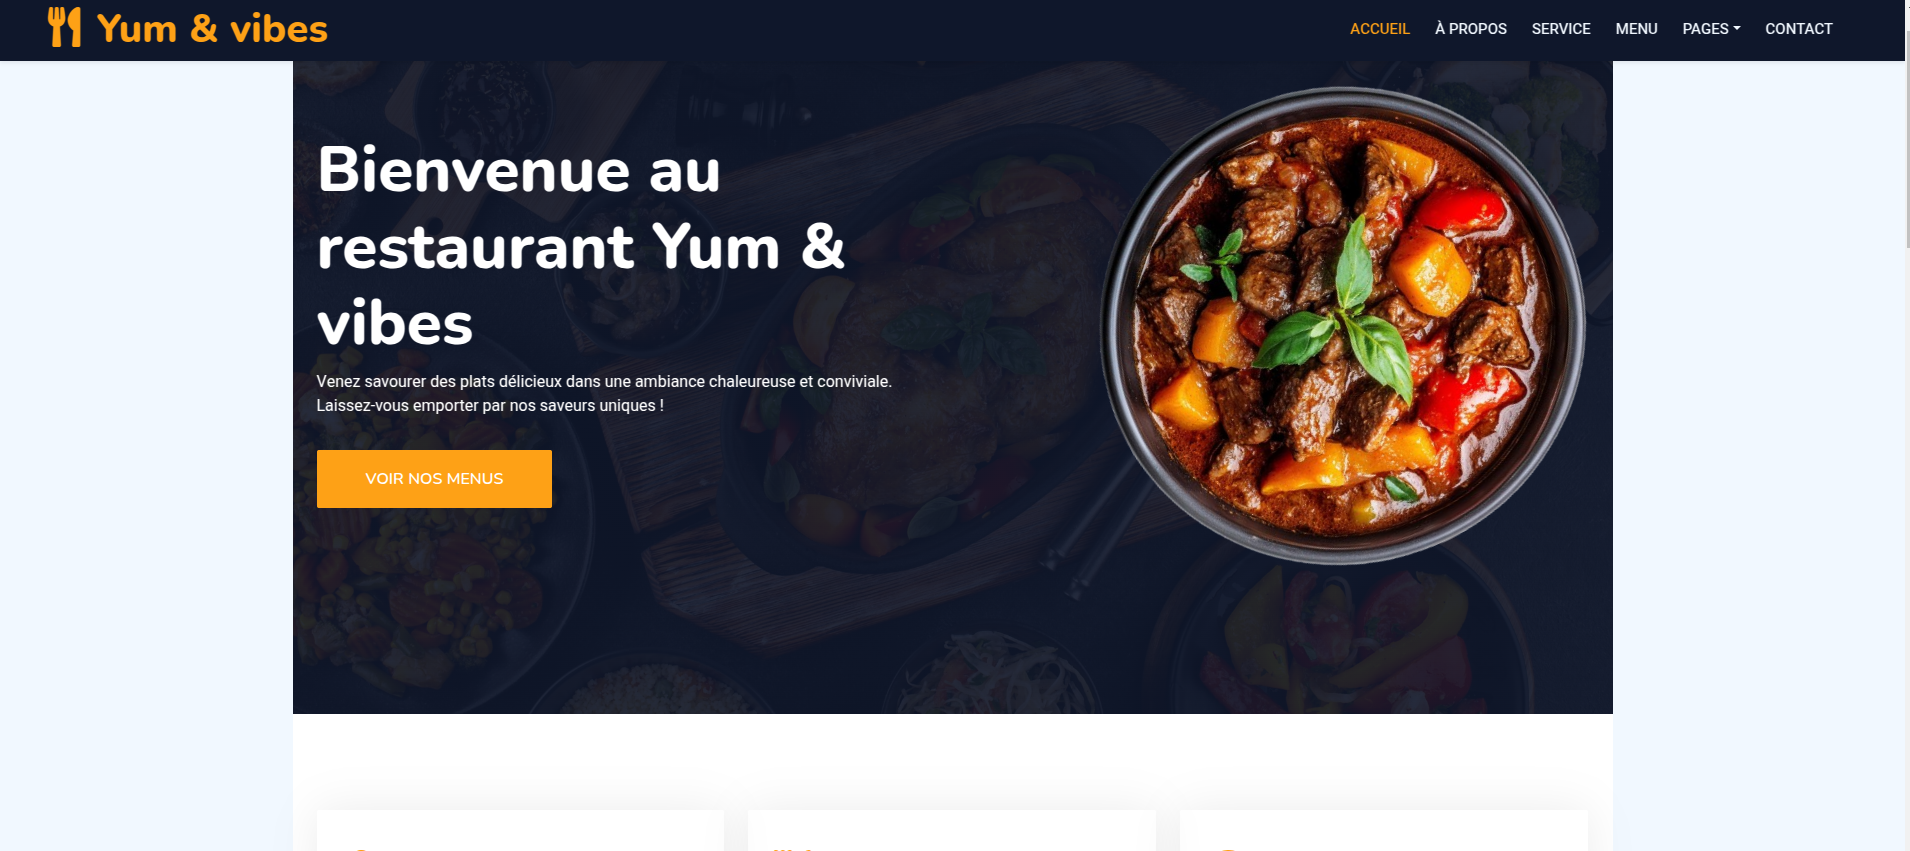 Yum & vibes
ACCUEIL À PROPOS SERVICE MENU PAGES CONTACT
Bienvenue au
restaurant Yum &
vibes
Venez savourer des plats délicieux dans une ambiance chaleureuse et conviviale.
Laissez-vous emporter par nos saveurs uniques !
VOIR NOS MENUS